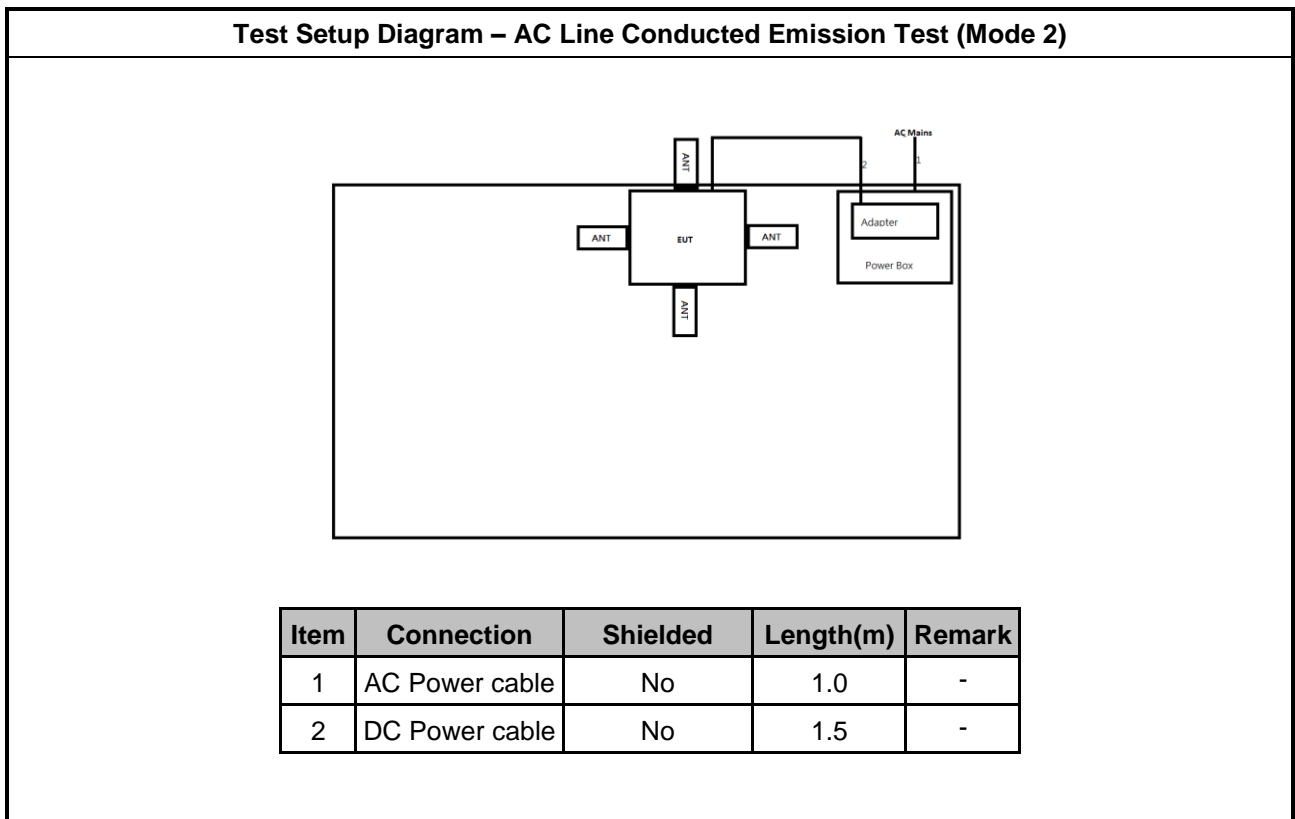 Test Setup Diagram – AC Line Conducted Emission Test (Mode 2)
AC Mains
ANT
2
1
Adapter
ANT
EUT
ANT
Power Box
ANT
Item Connection Shielded Length(m) Remark
1 AC Power cable No 1.0 -
2 DC Power cable No 1.5 -